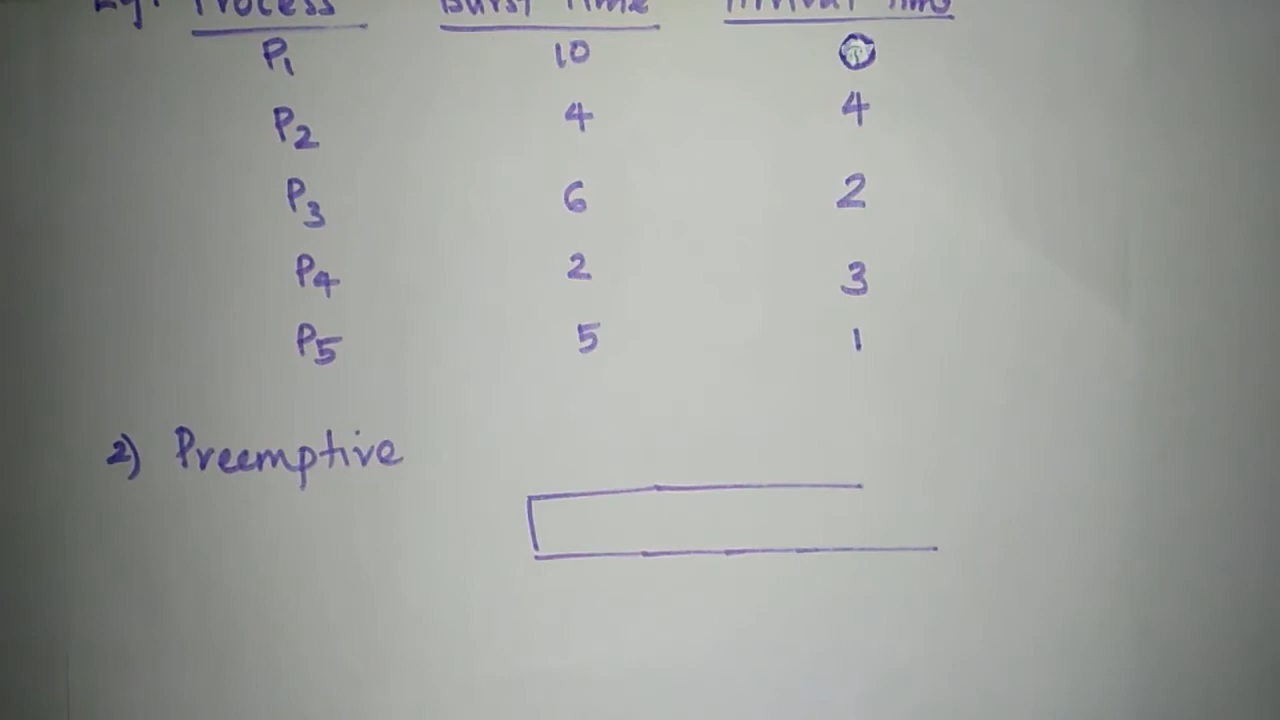 Eg: Process Burst Time Arrival Time
P1 10 0
P2 4 4
P3 6 2
P4 2 3
P5 5 1
2) Preemptive